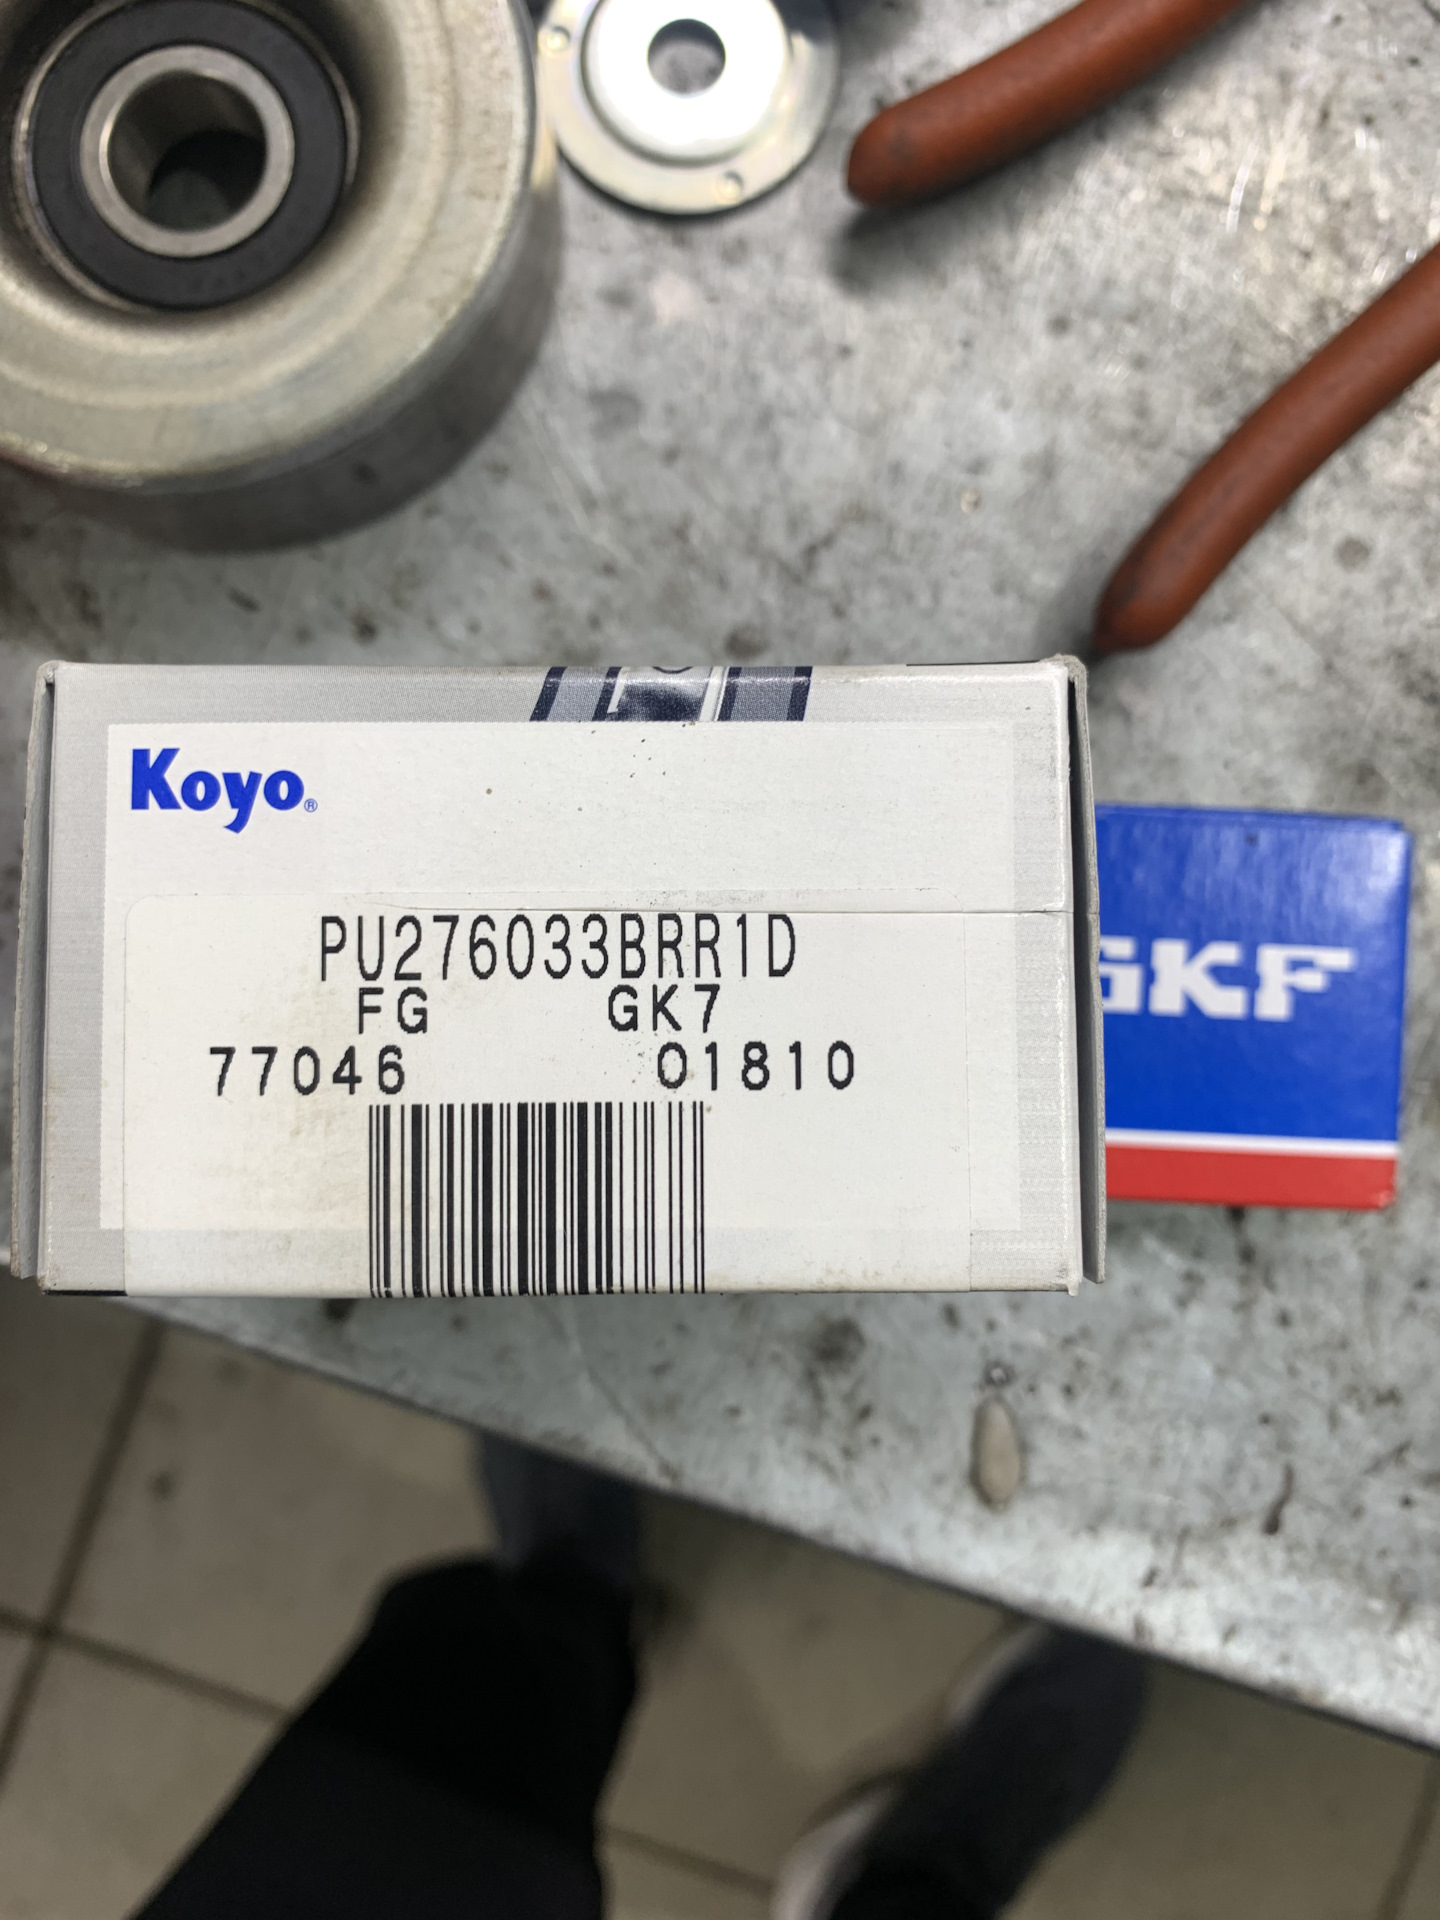 Koyo®
PU276033BRR1D
FG GK7
77046 01810
SKF